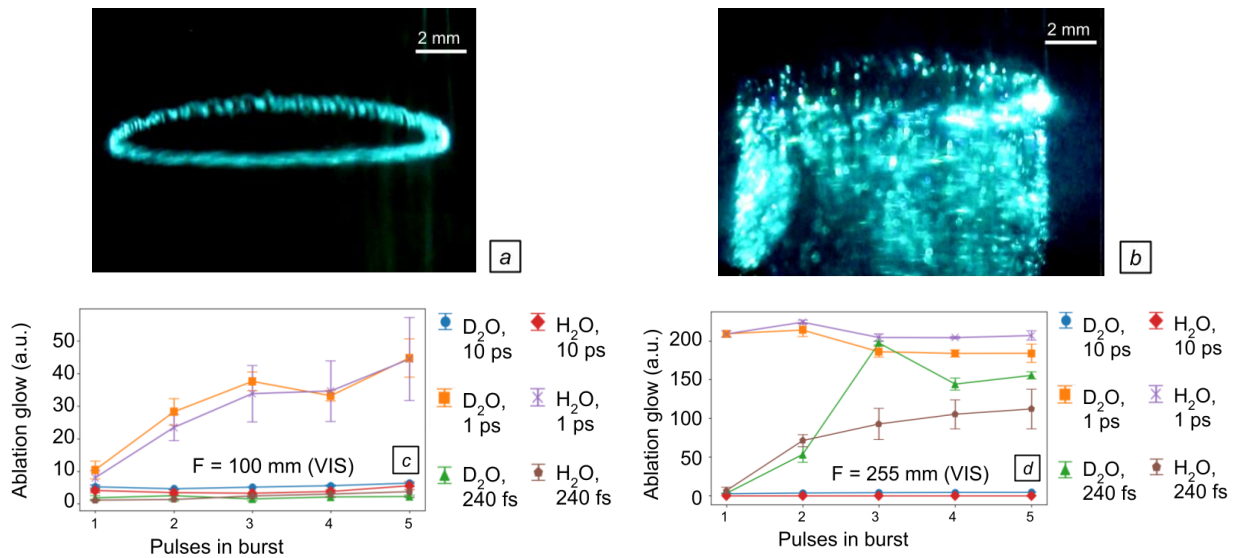 2 mm
a
2 mm
b
Ablation glow (a.u.)
50
40
30
20
10
0
F = 100 mm (VIS)
c
1 2 3 4 5
Pulses in burst
D₂O, 10 ps
H₂O, 10 ps
D₂O, 1 ps
H₂O, 1 ps
D₂O, 240 fs
H₂O, 240 fs
Ablation glow (a.u.)
200
150
100
50
0
F = 255 mm (VIS)
d
1 2 3 4 5
Pulses in burst
D₂O, 10 ps
H₂O, 10 ps
D₂O, 1 ps
H₂O, 1 ps
D₂O, 240 fs
H₂O, 240 fs